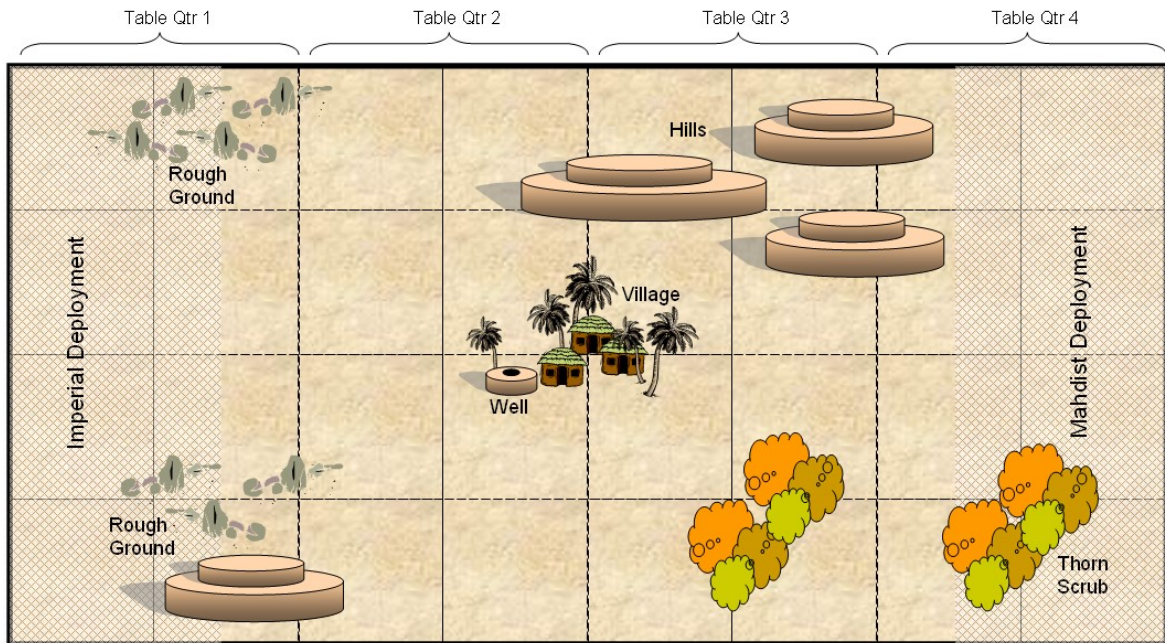 Table Qtr 1
Table Qtr 2
Table Qtr 3
Table Qtr 4
Hills
Rough
Ground
Village
Imperial Deployment
Mahdist Deployment
Well
Rough
Ground
Thorn
Scrub